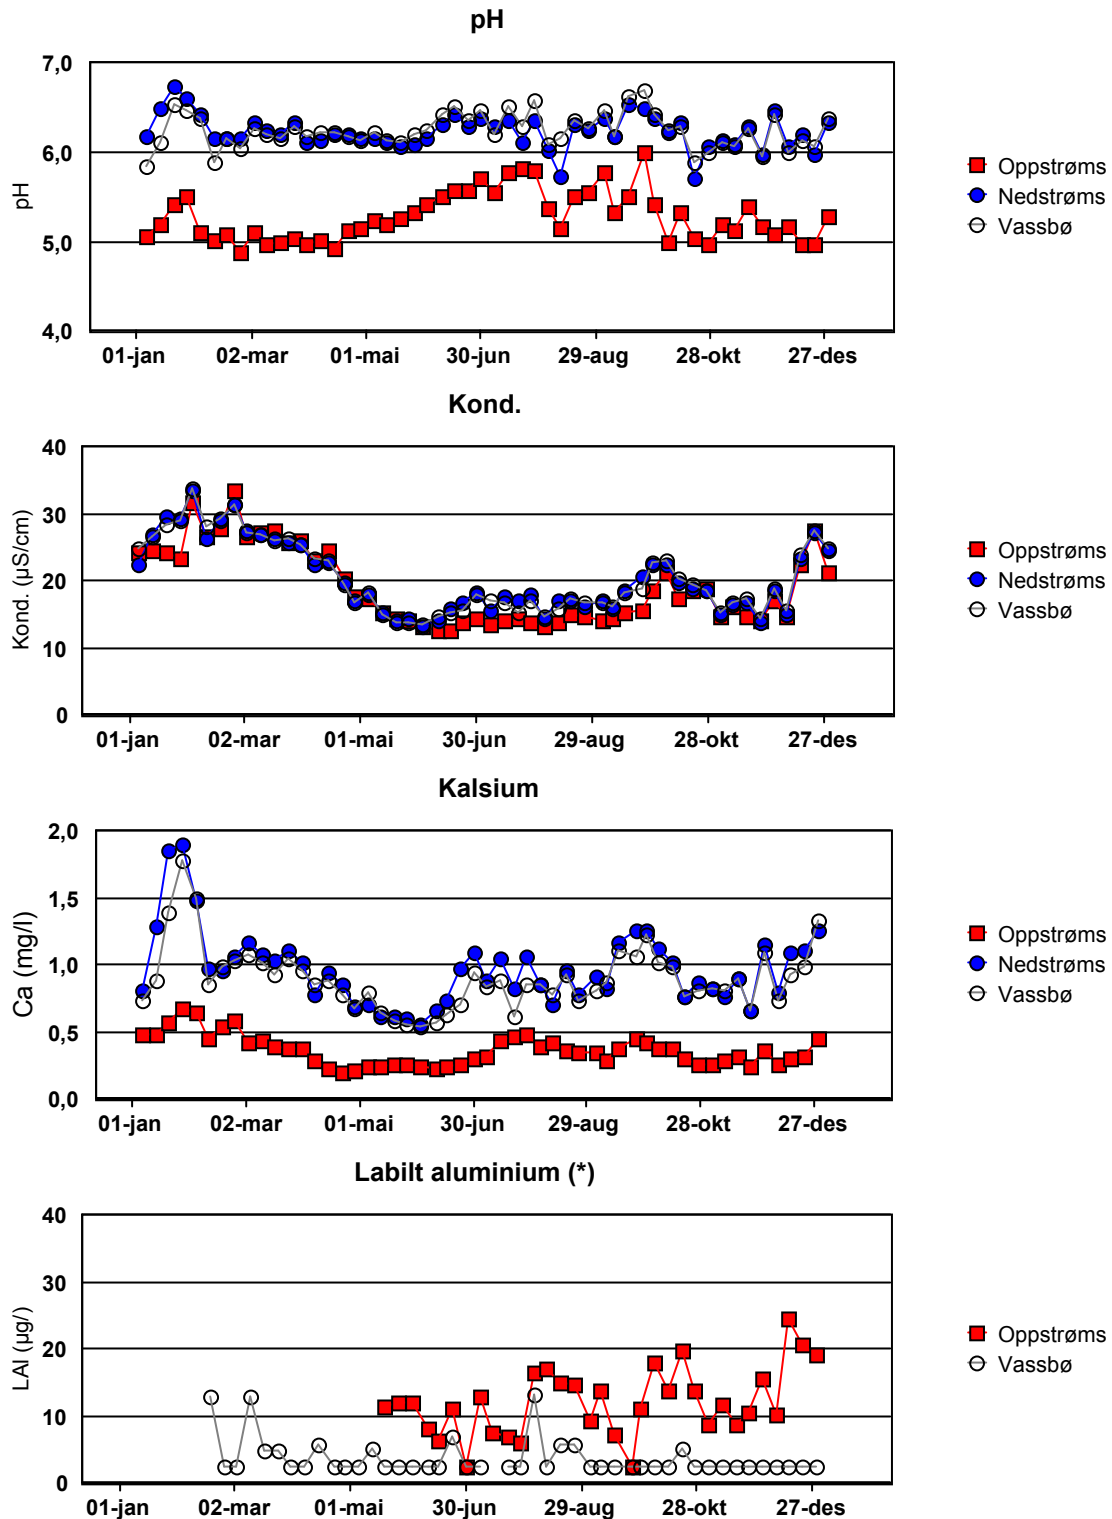 pH
pH
7,0
6,0
5,0
4,0
01-jan 02-mar 01-mai 30-jun 29-aug 28-okt 27-des
Oppstrøms
Nedstrøms
Vassbø
Kond.
Kond. (µS/cm)
40
30
20
10
0
01-jan 02-mar 01-mai 30-jun 29-aug 28-okt 27-des
Oppstrøms
Nedstrøms
Vassbø
Kalsium
Ca (mg/l)
2,0
1,5
1,0
0,5
0,0
01-jan 02-mar 01-mai 30-jun 29-aug 28-okt 27-des
Oppstrøms
Nedstrøms
Vassbø
Labilt aluminium (*)
LAl (µg/)
40
30
20
10
0
01-jan 02-mar 01-mai 30-jun 29-aug 28-okt 27-des
Oppstrøms
Vassbø